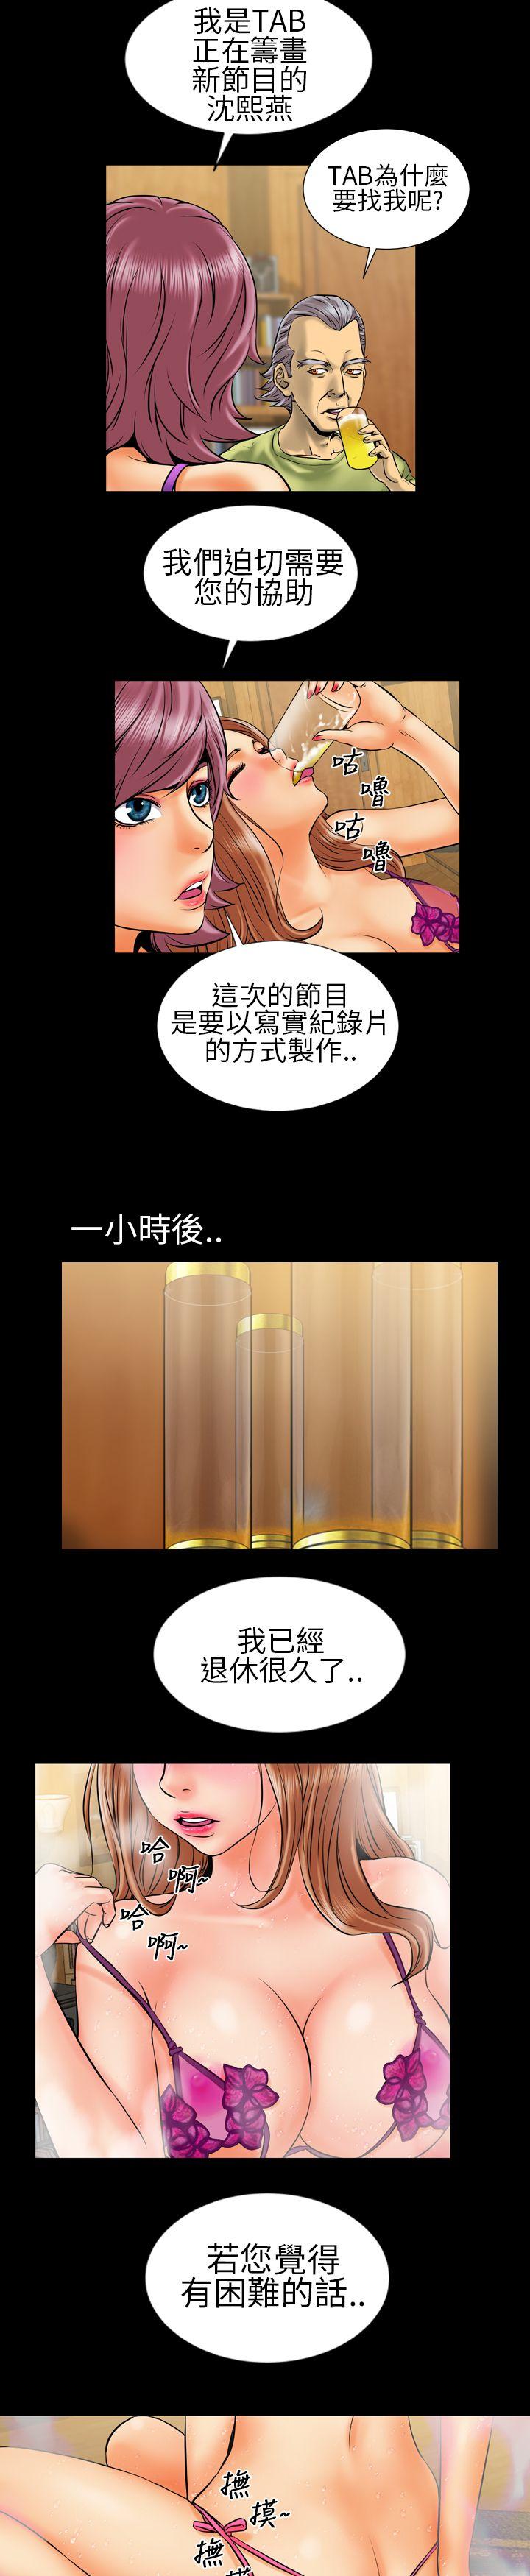 我是TAB
正在籌畫
新節目的
沈熙燕
TAB為什麼
要找我呢?
我們迫切需要
您的協助
咕
嚕
咕
嚕
這次的節目
是要以寫實紀錄片
的方式製作..
一小時後..
我已經
退休很久了..
哈
啊~
哈
啊~
若您覺得
有困難的話..
撫
摸~
撫